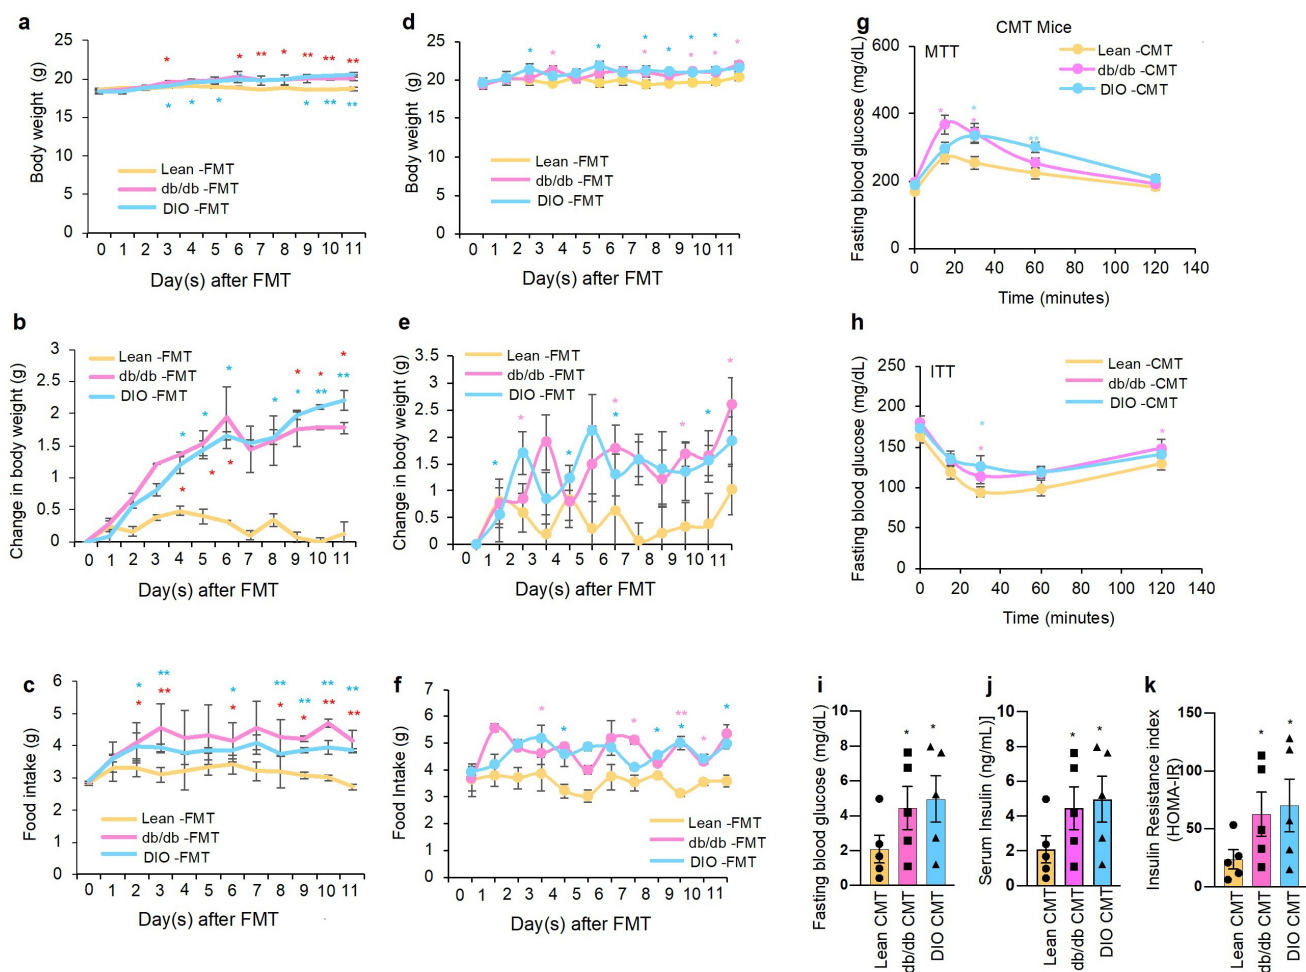 a
25
20
15
10
5
0
Body weight (g)
* * ** * ** ** **
* * * * ** **
Lean -FMT
db/db -FMT
DIO -FMT
0 1 2 3 4 5 6 7 8 9 10 11
Day(s) after FMT
d
25
20
15
10
5
0
Body weight (g)
Lean -FMT
db/db -FMT
DIO -FMT
0 1 2 3 4 5 6 7 8 9 10 11
Day(s) after FMT
g
CMT Mice
MTT
600
400
200
0
Fasting blood glucose (mg/dL)
Lean -CMT
db/db -CMT
DIO -CMT
0 20 40 60 80 100 120 140
Time (minutes)
b
3
2.5
2
1.5
1
0.5
0
Change in body weight (g)
Lean -FMT
db/db -FMT
DIO -FMT
0 1 2 3 4 5 6 7 8 9 10 11
Day(s) after FMT
e
3.5
3
2.5
2
1.5
1
0.5
0
Change in body weight (g)
Lean -FMT
db/db -FMT
DIO -FMT
0 1 2 3 4 5 6 7 8 9 10 11
Day(s) after FMT
h
ITT
250
200
150
100
50
0
Fasting blood glucose (mg/dL)
Lean -CMT
db/db -CMT
DIO -CMT
0 20 40 60 80 100 120 140
Time (minutes)
c
6
5
4
3
2
1
0
Food intake (g)
Lean -FMT
db/db -FMT
DIO -FMT
0 1 2 3 4 5 6 7 8 9 10 11
Day(s) after FMT
f
7
6
5
4
3
2
1
0
Food Intake (g)
Lean -FMT
db/db -FMT
DIO -FMT
0 1 2 3 4 5 6 7 8 9 10 11
Day(s) after FMT
i
10
8
6
4
2
0
Fasting blood glucose (mg/dL)
* *
Lean CMT
db/db CMT
DIO CMT
j
10
8
6
4
2
0
Serum Insulin (ng/mL)]
* *
Lean CMT
db/db CMT
DIO CMT
k
150
100
50
0
Insulin Resistance index
(HOMA-IR)
* *
Lean CMT
db/db CMT
DIO CMT